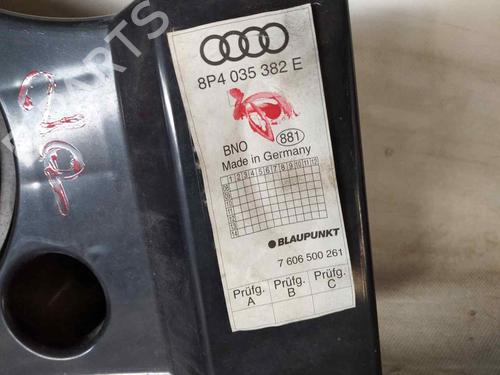 8P4 035 382 E
BNO 881
Made in Germany
1 2 3 4 5 6 7 8 9 10 11 12
BLAUPUNKT
7 606 500 261
Prüfg. A Prüfg. B Prüfg. C
PARTS